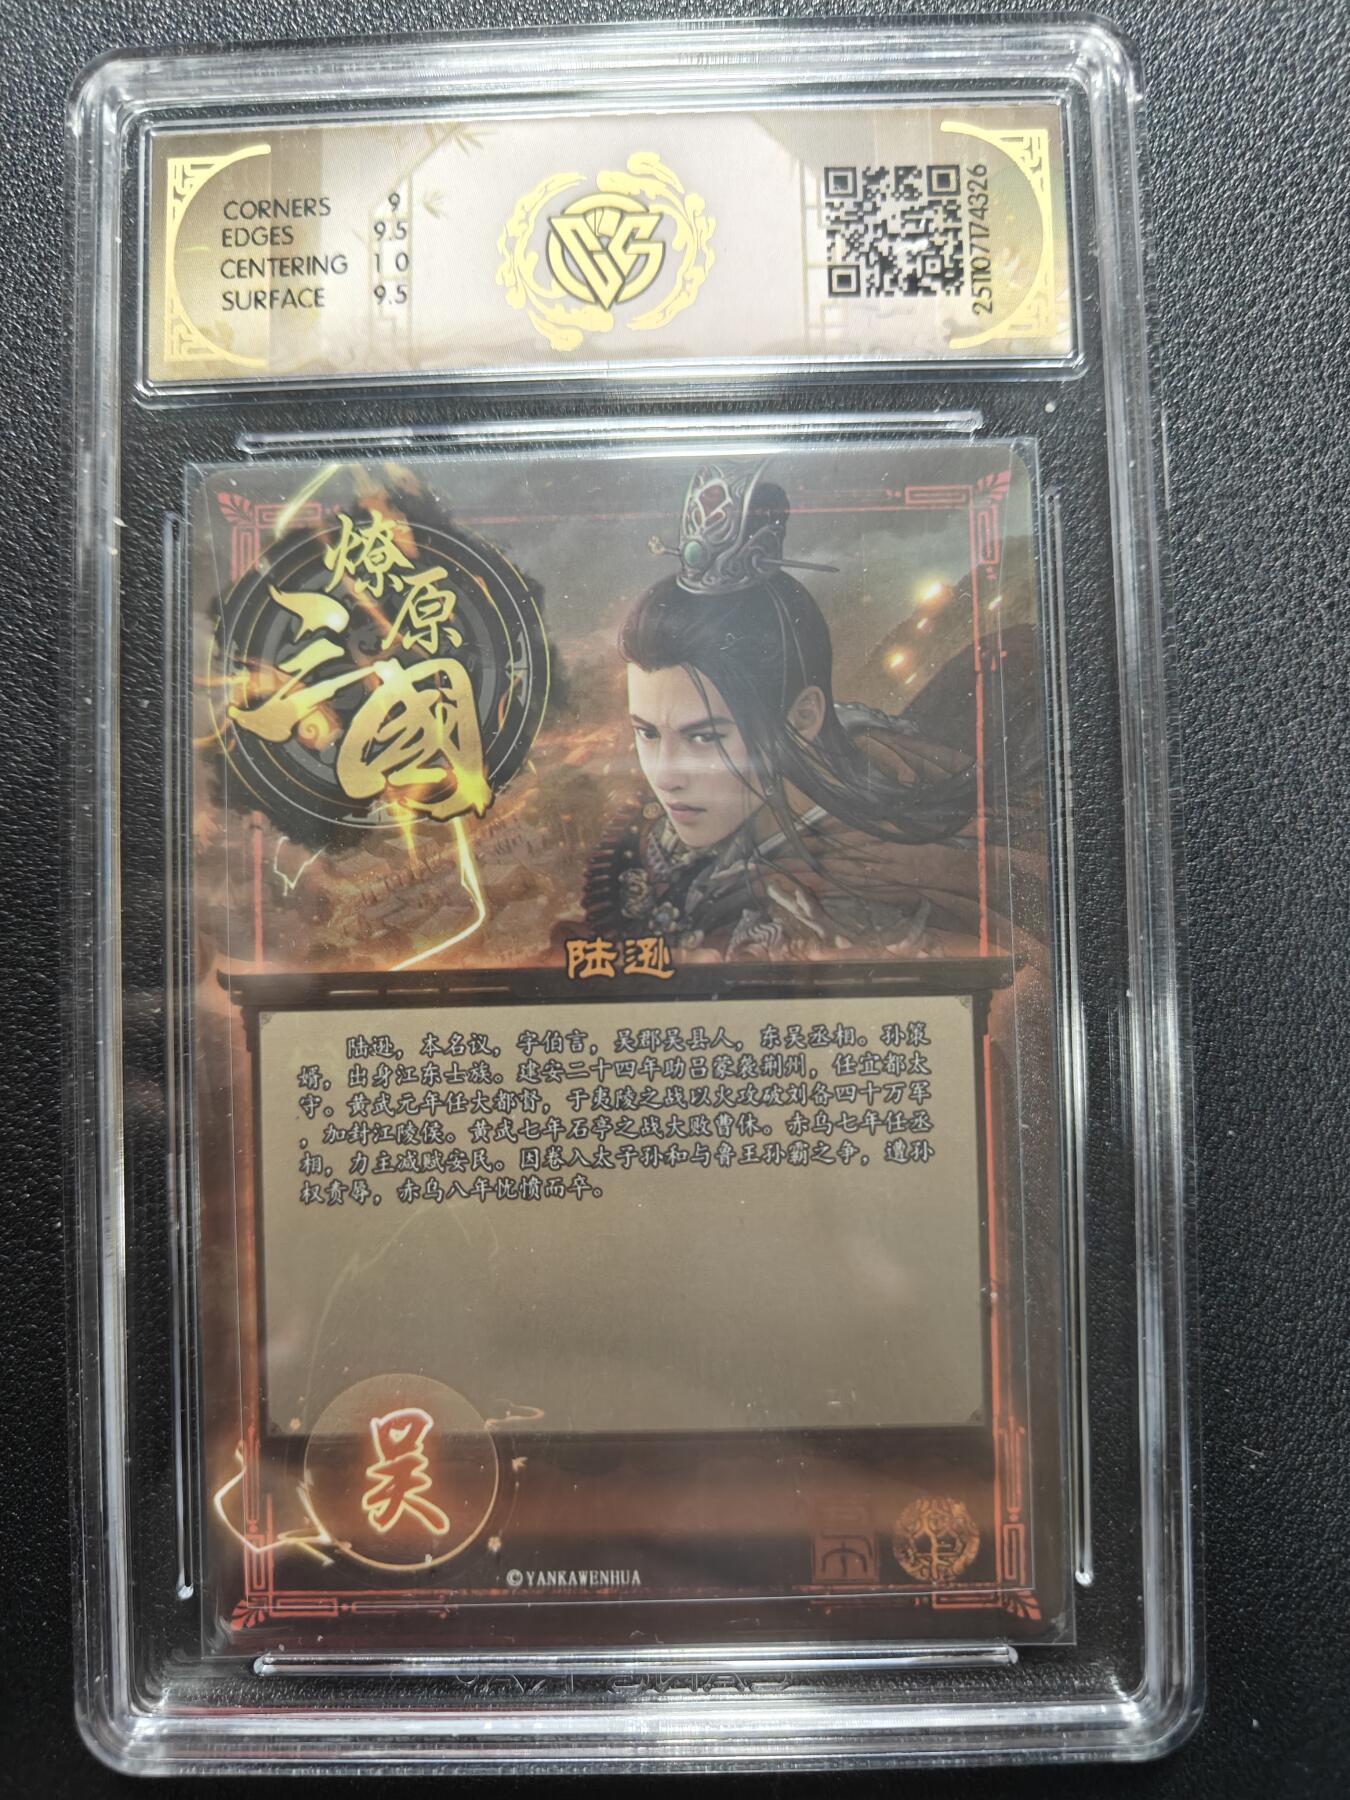 CORNERS 9
EDGES 9.5
CENTERING 10
SURFACE 9.5
251107174326
燎原
三國
陆逊
陆逊，本名议，字伯言，吴郡吴县人，东吴丞相。孙策
婿，出身江东士族。建安二十四年助吕蒙袭荆州，任宜都太
守。黄武元年任大都督，于夷陵之战以火攻破刘备四十万军
，加封江陵侯。黄武七年石亭之战大败曹休。赤乌七年任丞
相，力主减赋安民。因卷入太子孙和与鲁王孙霸之争，遭孙
权责辱，赤乌八年忧愤而卒。
吴
©YANKAWENHUA